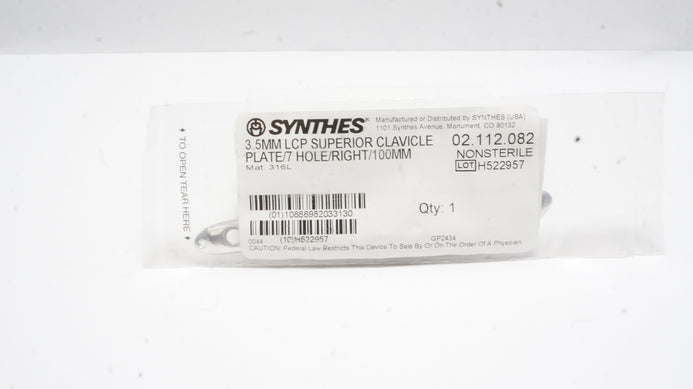 SYNTHES®
Manufactured or Distributed by SYNTHES (USA)
1101 Synthes Avenue, Monument, CO 80132
3.5MM LCP SUPERIOR CLAVICLE
PLATE/7 HOLE/RIGHT/100MM
Mat: 316L
02.112.082
NONSTERILE
LOT H522957
(01)10886982033130
Qty: 1
0044
(10)H522957
GP2434
CAUTION: Federal Law Restricts This Device To Sale By Or On The Order Of A Physician
TO OPEN TEAR HERE